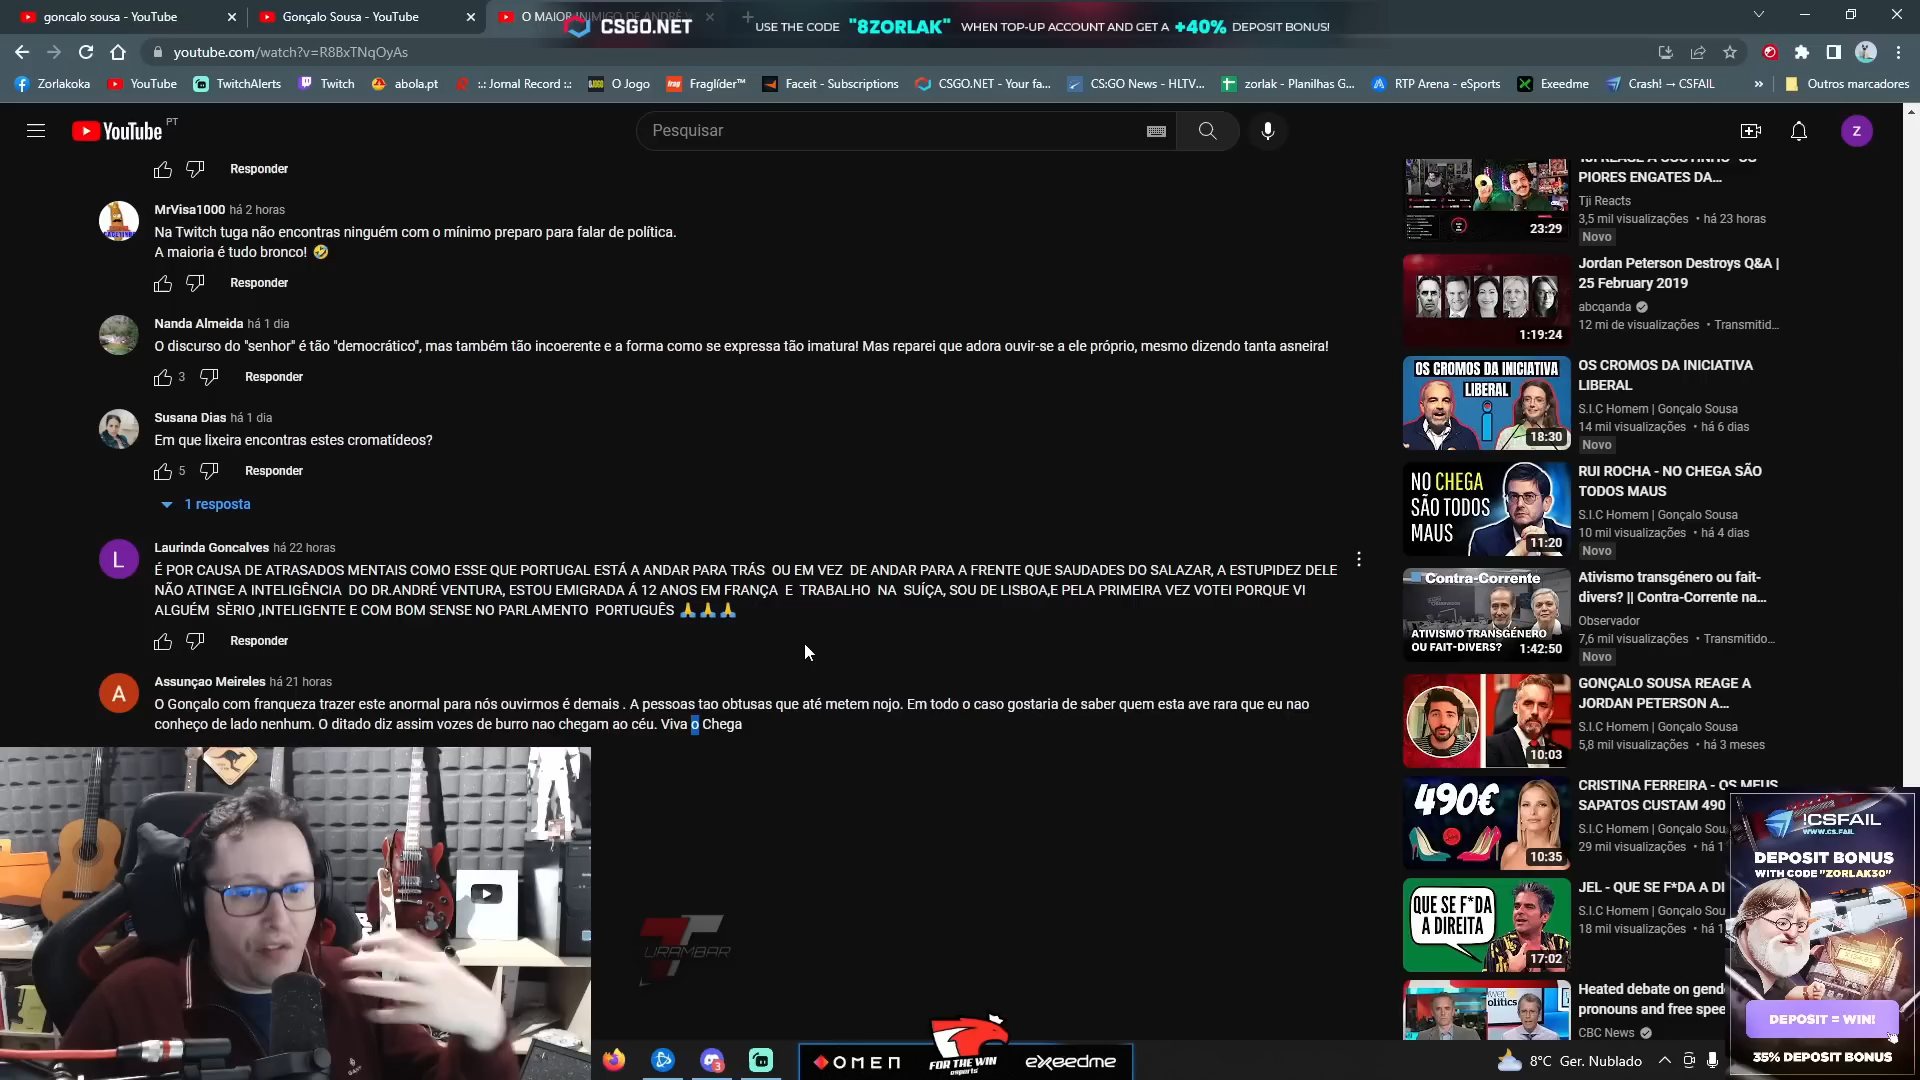 goncalo sousa - YouTube
Gonçalo Sousa - YouTube
O MAIOR INIMIGO DE ANDRÉ
CSGO.NET
USE THE CODE "8ZORLAK" WHEN TOP-UP ACCOUNT AND GET A +40% DEPOSIT BONUS!
youtube.com/watch?v=R8BxTNqOyAs
Zorlakoka
YouTube
TwitchAlerts
Twitch
abola.pt
::: Jornal Record :::
O Jogo
Fraglíder™
Faceit - Subscriptions
CSGO.NET - Your fa...
CS:GO News - HLTV...
zorlak - Planilhas G...
RTP Arena - eSports
Exeedme
Crash! → CSFAIL
»
Outros marcadores
YouTube PT
Pesquisar
Z
Responder
MrVisa1000 há 2 horas
Na Twitch tuga não encontras ninguém com o mínimo preparo para falar de política.
A maioria é tudo bronco! 🤣
Responder
Nanda Almeida há 1 dia
O discurso do "senhor" é tão "democrático", mas também tão incoerente e a forma como se expressa tão imatura! Mas reparei que adora ouvir-se a ele próprio, mesmo dizendo tanta asneira!
3 Responder
Susana Dias há 1 dia
Em que lixeira encontras estes cromatídeos?
5 Responder
1 resposta
L
Laurinda Goncalves há 22 horas
É POR CAUSA DE ATRASADOS MENTAIS COMO ESSE QUE PORTUGAL ESTÁ A ANDAR PARA TRÁS OU EM VEZ DE ANDAR PARA A FRENTE QUE SAUDADES DO SALAZAR, A ESTUPIDEZ DELE
NÃO ATINGE A INTELIGÊNCIA DO DR.ANDRÉ VENTURA, ESTOU EMIGRADA Á 12 ANOS EM FRANÇA E TRABALHO NA SUÍÇA, SOU DE LISBOA,E PELA PRIMEIRA VEZ VOTEI PORQUE VI
ALGUÉM SÈRIO ,INTELIGENTE E COM BOM SENSE NO PARLAMENTO PORTUGUÊS 🙏🙏🙏
Responder
A
Assunçao Meireles há 21 horas
O Gonçalo com franqueza trazer este anormal para nós ouvirmos é demais . A pessoas tao obtusas que até metem nojo. Em todo o caso gostaria de saber quem esta ave rara que eu nao
conheço de lado nenhum. O ditado diz assim vozes de burro nao chegam ao céu. Viva o Chega
PIORES ENGATES DA...
Tji Reacts
3,5 mil visualizações • há 23 horas
Novo
23:29
Jordan Peterson Destroys Q&A |
25 February 2019
abcqanda
12 mi de visualizações • Transmitid...
1:19:24
OS CROMOS DA INICIATIVA
LIBERAL
18:30
OS CROMOS DA INICIATIVA
LIBERAL
S.I.C Homem | Gonçalo Sousa
14 mil visualizações • há 6 dias
Novo
NO CHEGA
SÃO TODOS
MAUS
11:20
RUI ROCHA - NO CHEGA SÃO
TODOS MAUS
S.I.C Homem | Gonçalo Sousa
10 mil visualizações • há 4 dias
Novo
Contra-Corrente
ATIVISMO TRANSGÉNERO
OU FAIT-DIVERS?
1:42:50
Ativismo transgénero ou fait-
divers? || Contra-Corrente na...
Observador
7,6 mil visualizações • Transmitido...
Novo
10:03
GONÇALO SOUSA REAGE A
JORDAN PETERSON A...
S.I.C Homem | Gonçalo Sousa
5,8 mil visualizações • há 3 meses
490€
10:35
CRISTINA FERREIRA - OS MEUS
SAPATOS CUSTAM 490
S.I.C Homem | Gonçalo Sou
29 mil visualizações • há 1
QUE SE F*DA
A DIREITA
17:02
JEL - QUE SE F*DA A DI
S.I.C Homem | Gonçalo Sou
18 mil visualizações • há 1
Heated debate on gend
pronouns and free spee
CBC News
!CSFAIL
WWW.CS.FAIL
DEPOSIT BONUS
WITH CODE "ZORLAK30"
DEPOSIT = WIN!
35% DEPOSIT BONUS
URAMBAR
3
OMEN
FOR THE WIN
esports
exeedme
8°C Ger. Nublado